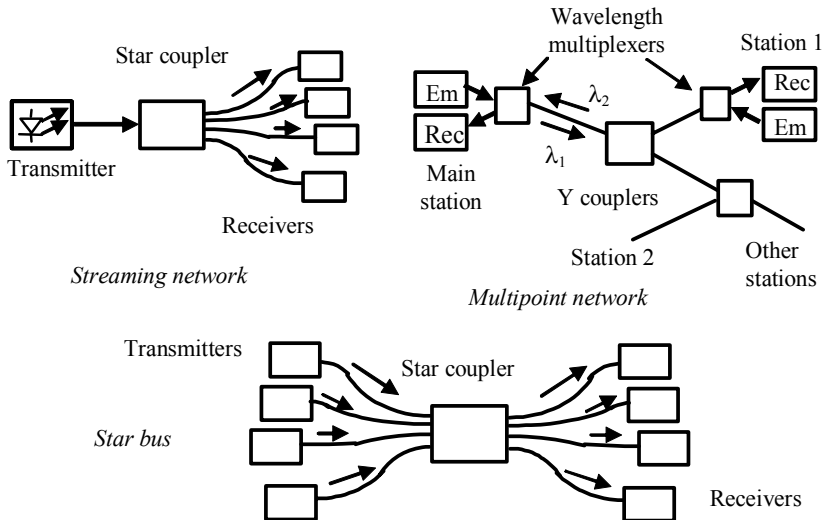 Star coupler
Transmitter
Receivers
Streaming network
Wavelength
multiplexers
Station 1
Em
Rec
λ2
λ1
Rec
Em
Main
station
Y couplers
Station 2
Other
stations
Multipoint network
Transmitters
Star coupler
Star bus
Receivers